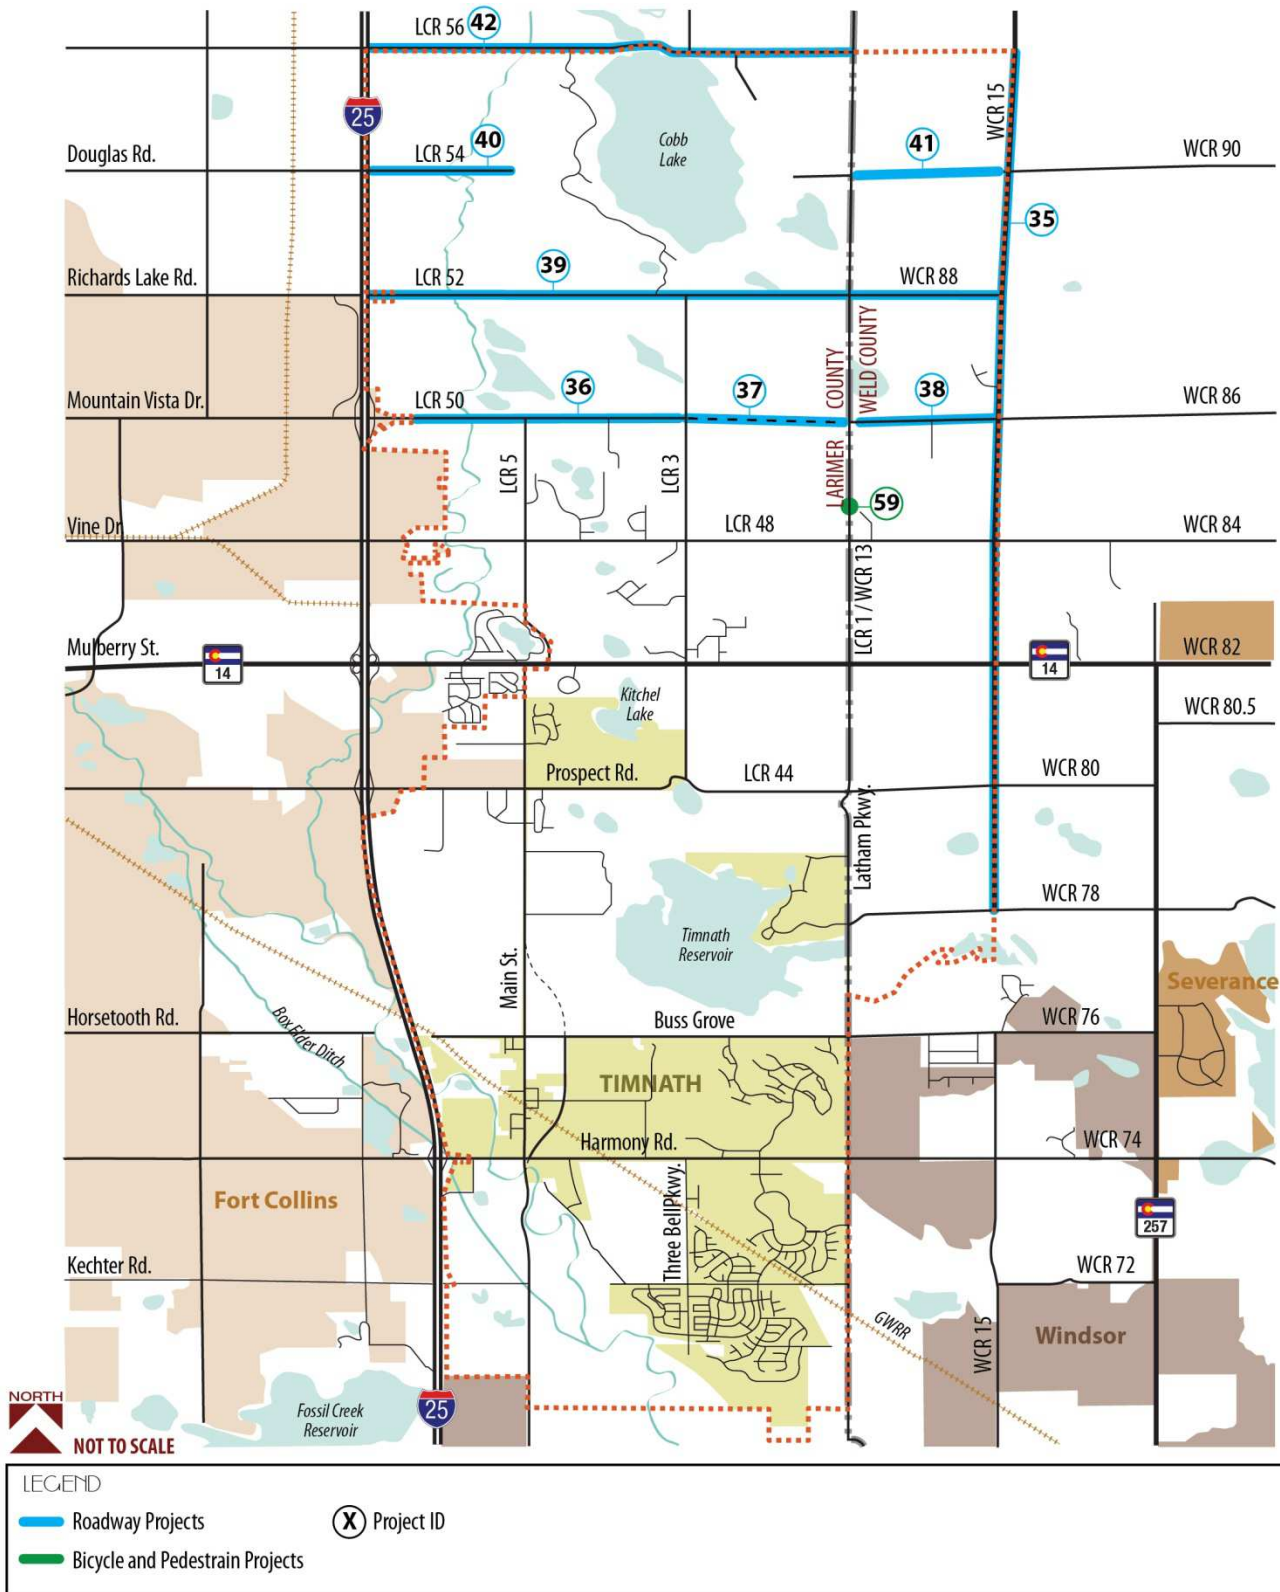 LCR 56
42
25
WCR 15
Cobb
Lake
Douglas Rd.
LCR 54
40
41
WCR 90
35
Richards Lake Rd.
LCR 52
39
WCR 88
LARIMER COUNTY
WELD COUNTY
Mountain Vista Dr.
LCR 50
36
37
38
WCR 86
LCR 5
LCR 3
59
Vine Dr
LCR 48
WCR 84
LCR 1 / WCR 13
Mulberry St.
14
14
WCR 82
Kitchel
Lake
WCR 80.5
Prospect Rd.
LCR 44
WCR 80
Latham Pkwy.
WCR 78
Timnath
Reservoir
Main St.
Severance
Horsetooth Rd.
Box Elder Ditch
Buss Grove
WCR 76
TIMNATH
Harmony Rd.
WCR 74
Fort Collins
Three BellPkwy.
257
Kechter Rd.
WCR 72
GWRR
WCR 15
Windsor
NORTH
NOT TO SCALE
Fossil Creek
Reservoir
25
LEGEND
Roadway Projects
X Project ID
Bicycle and Pedestrain Projects